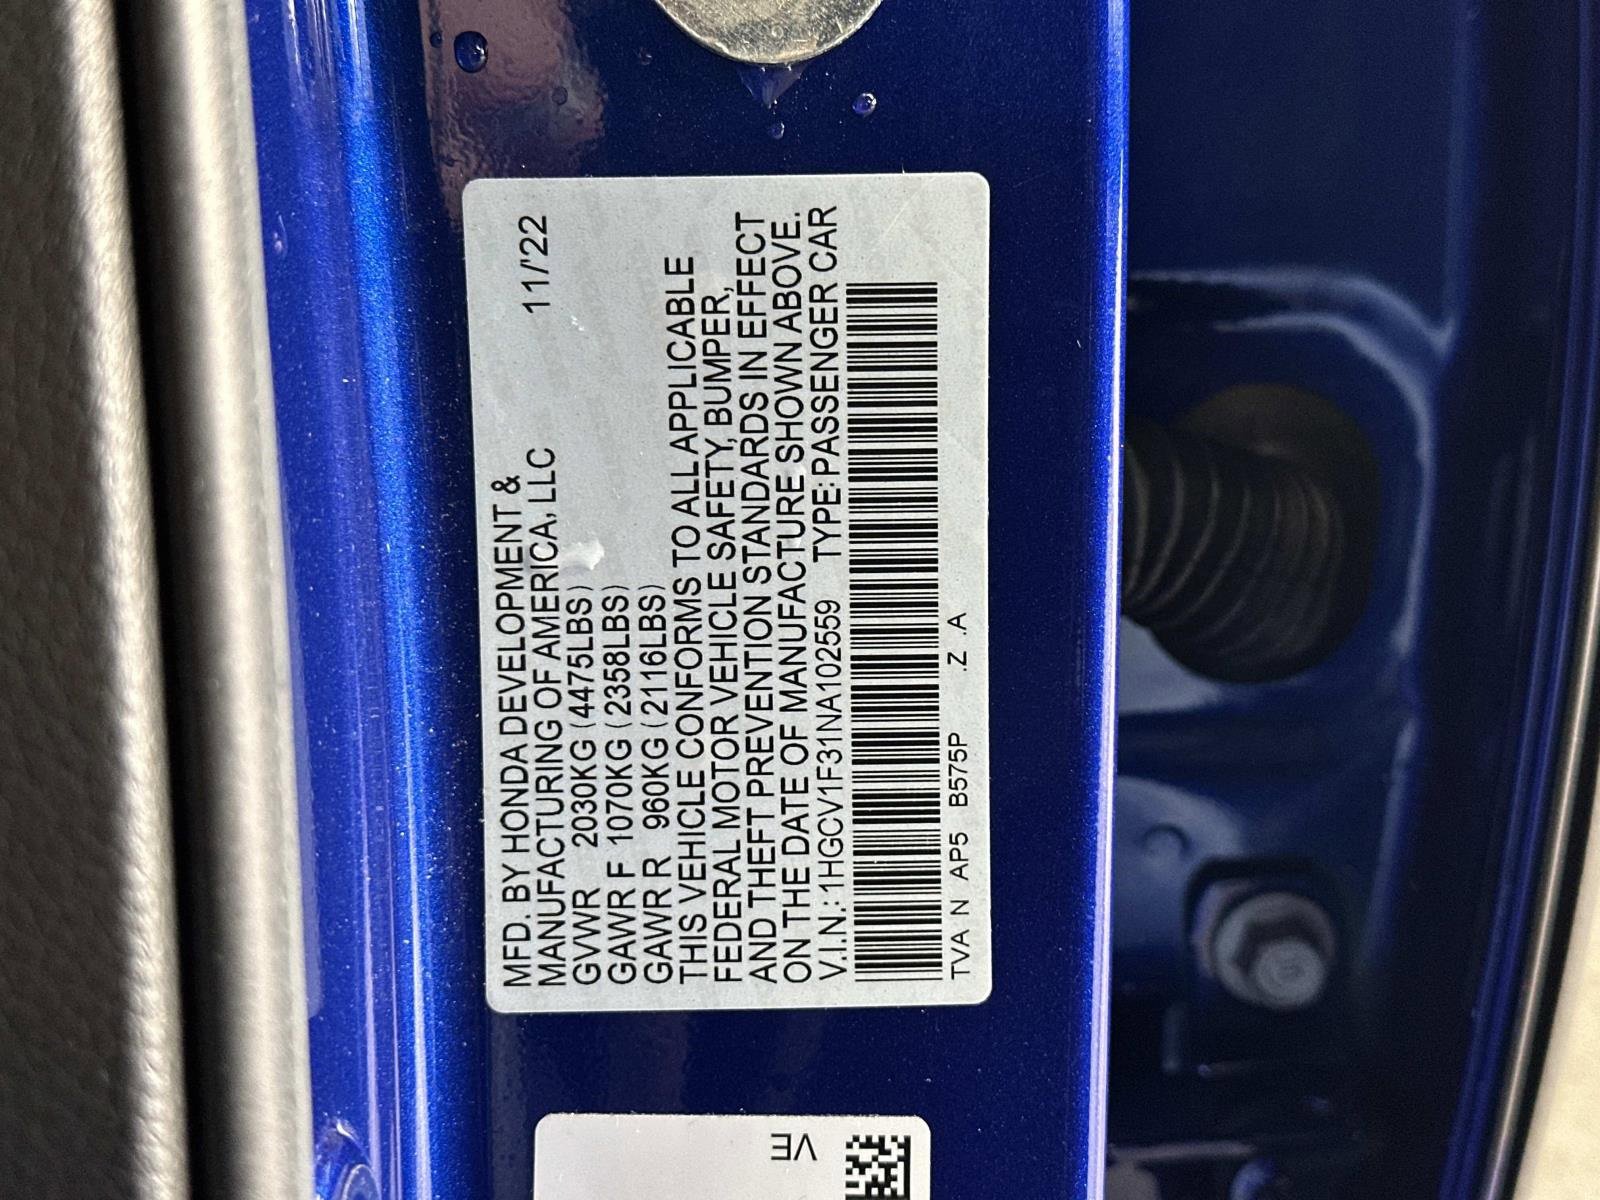 MFD. BY HONDA DEVELOPMENT &
MANUFACTURING OF AMERICA, LLC 11/'22
GVWR 2030KG (4475LBS)
GAWR F 1070KG (2358LBS)
GAWR R 960KG (2116LBS)
THIS VEHICLE CONFORMS TO ALL APPLICABLE
FEDERAL MOTOR VEHICLE SAFETY, BUMPER,
AND THEFT PREVENTION STANDARDS IN EFFECT
ON THE DATE OF MANUFACTURE SHOWN ABOVE.
V.I.N.: 1HGCV1F31NA102559 TYPE: PASSENGER CAR
TVA N AP5 B575P .Z .A
VE